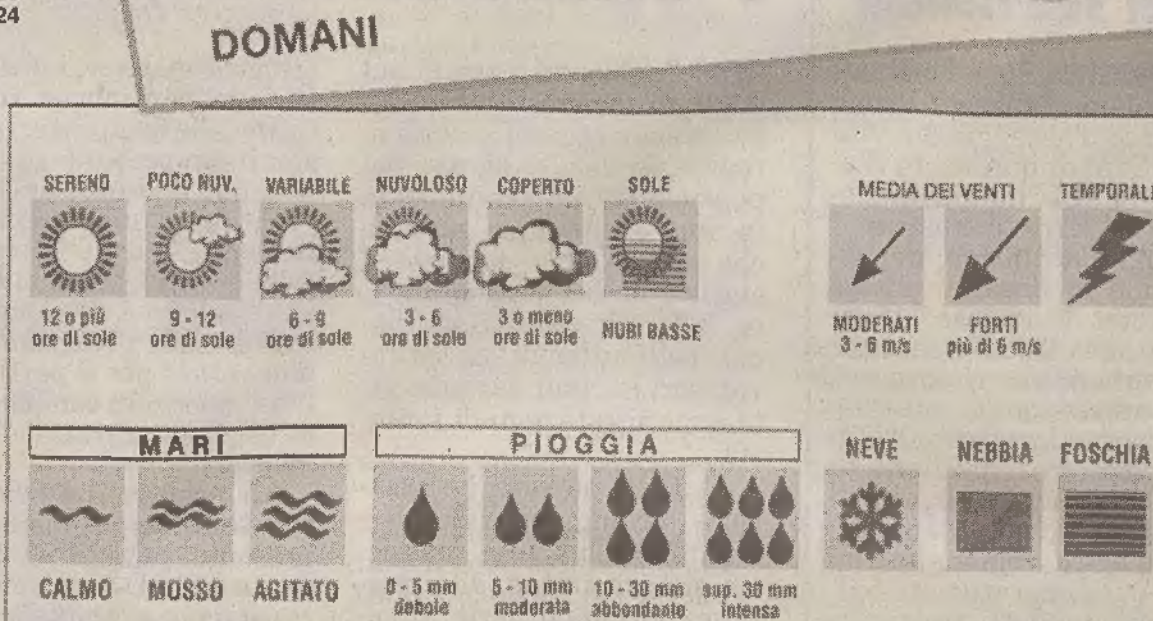 24
DOMANI
SERENO POCO NUV. VARIABILE NUVOLOSO COPERTO SOLE MEDIA DEI VENTI TEMPORALE
12 o più 9 - 12 6 - 9 3 - 6 3 o meno NUBI BASSE MODERATI FORTI
ore di sole ore di sole ore di sole ore di sole ore di sole 3 - 6 m/s più di 6 m/s
MARI PIOGGIA NEVE NEBBIA FOSCHIA
CALMO MOSSO AGITATO 0 - 5 mm 5 - 10 mm 10 - 30 mm sup. 30 mm
debole moderata abbondante intensa